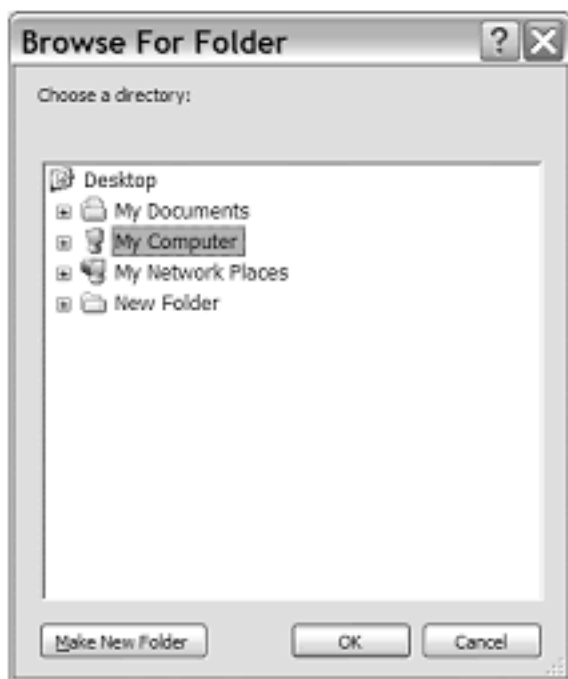 Browse For Folder ? X
Choose a directory:
Desktop
My Documents
My Computer
My Network Places
New Folder
Make New Folder OK Cancel